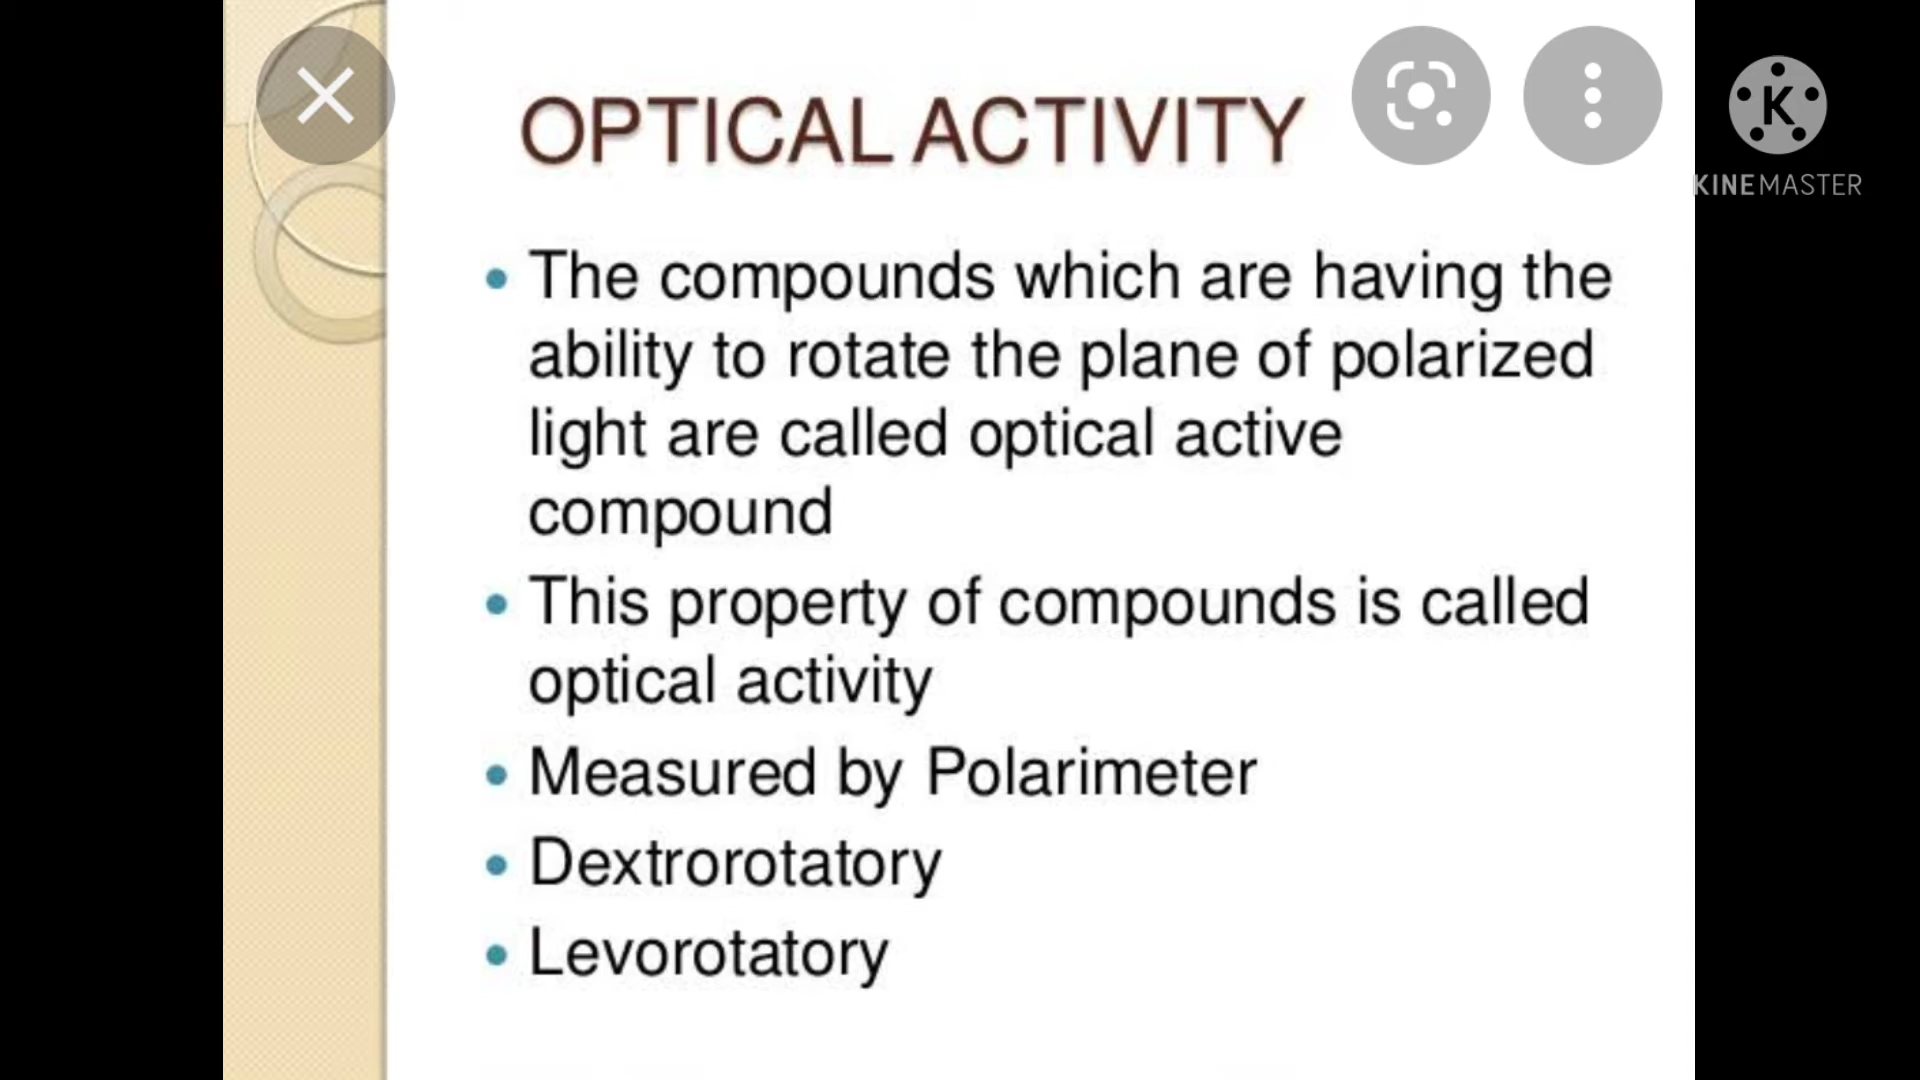 OPTICAL ACTIVITY
K
KINEMASTER
• The compounds which are having the
ability to rotate the plane of polarized
light are called optical active
compound
• This property of compounds is called
optical activity
• Measured by Polarimeter
• Dextrorotatory
• Levorotatory